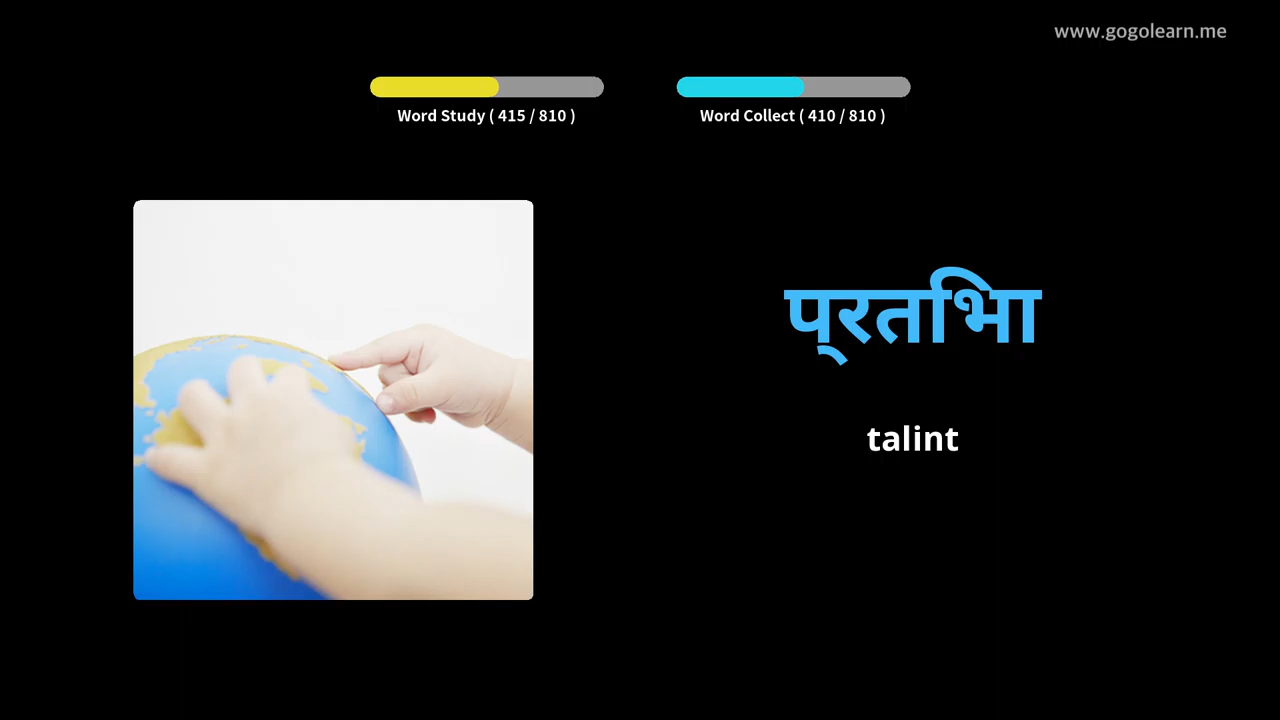 www.gogolearn.me
Word Study ( 415 / 810 )
Word Collect ( 410 / 810 )
प्रतिभा
talint